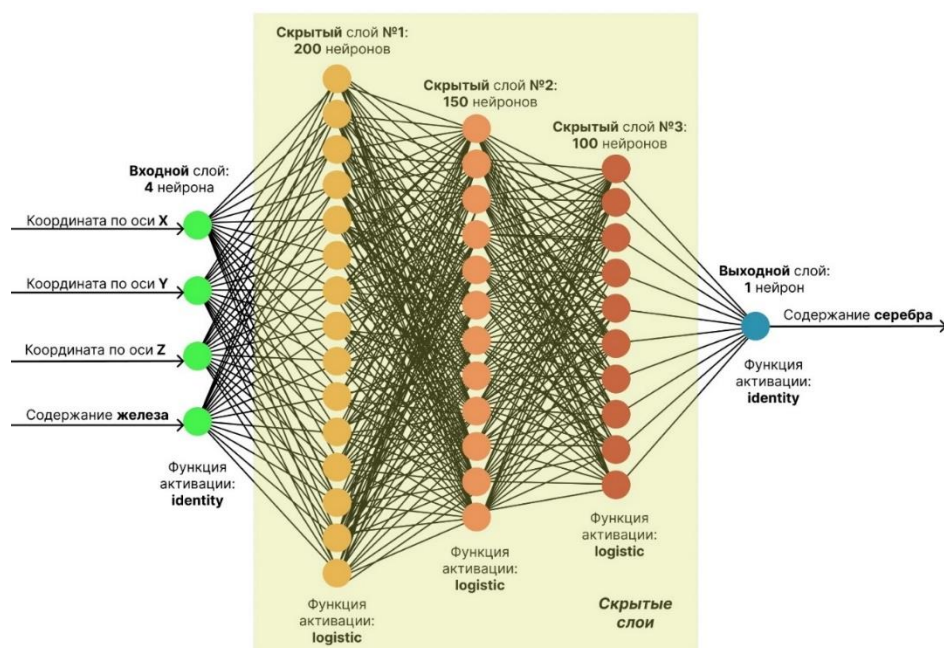 Скрытый слой №1:
200 нейронов
Скрытый слой №2:
150 нейронов
Скрытый слой №3:
100 нейронов
Входной слой:
4 нейрона
Координата по оси X
Координата по оси Y
Координата по оси Z
Содержание железа
Функция
активации:
identity
Функция
активации:
logistic
Функция
активации:
logistic
Функция
активации:
logistic
Скрытые
слои
Выходной слой:
1 нейрон
Содержание серебра
Функция
активации:
identity